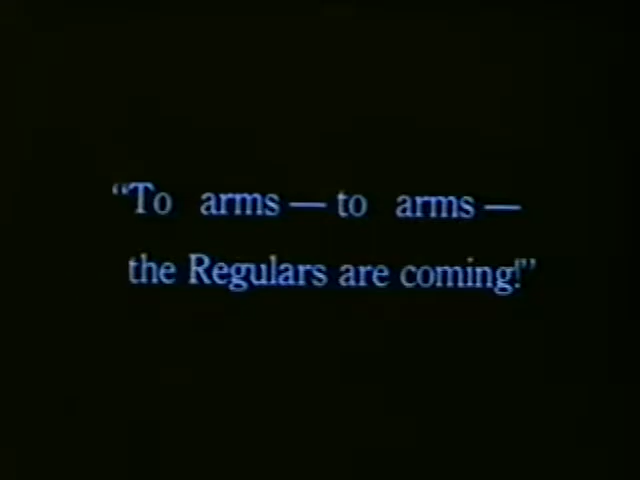 “To arms — to arms —
the Regulars are coming!”